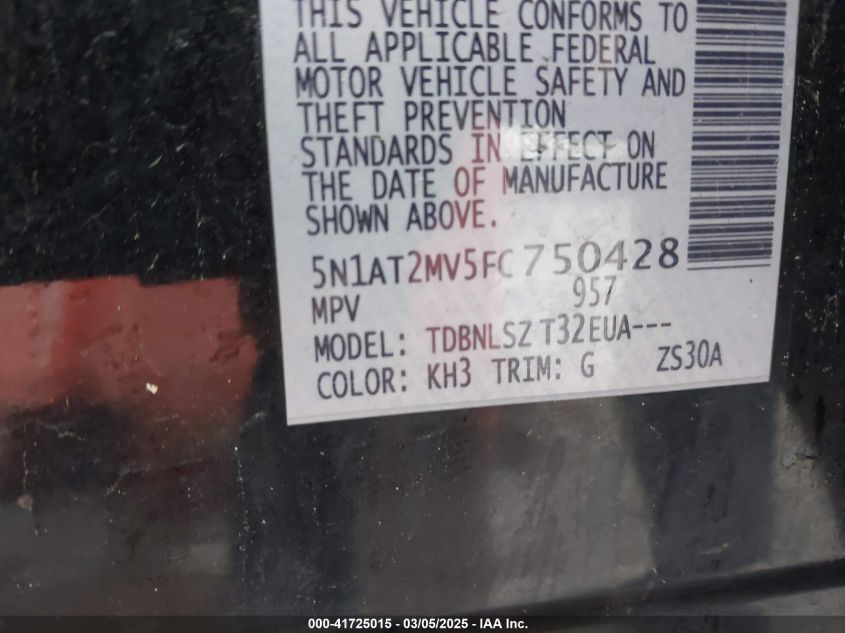 THIS VEHICLE CONFORMS TO
ALL APPLICABLE FEDERAL
MOTOR VEHICLE SAFETY AND
THEFT PREVENTION
STANDARDS IN EFFECT ON
THE DATE OF MANUFACTURE
SHOWN ABOVE.
5N1AT2MV5FC750428
MPV 957
MODEL: TDBNLSZ T32EUA---
COLOR: KH3 TRIM: G ZS30A
000-41725015 - 03/05/2025 - IAA Inc.